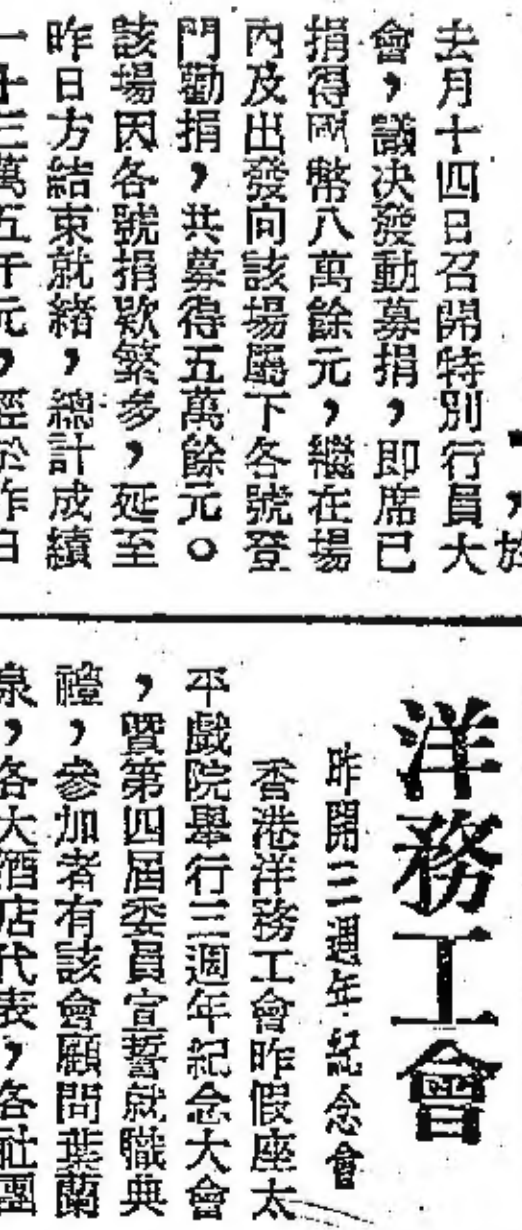 ，於
去月十四日召開特別行員大
會，議決發動募捐，即席已
捐得國幣八萬餘元，繼在場
內及出發向該場屬下各號登
門勸捐，共募得五萬餘元。
該場因各號捐欵繁多，延至
昨日方結束就緒，總計成績
一十三萬五千元，經於昨日
洋務工會
昨開三週年紀念會
香港洋務工會昨假座太
平戲院舉行三週年紀念大會
，暨第四屆委員宣誓就職典
禮，參加者有該會顧問葉蘭
泉，各大酒店代表，各社團